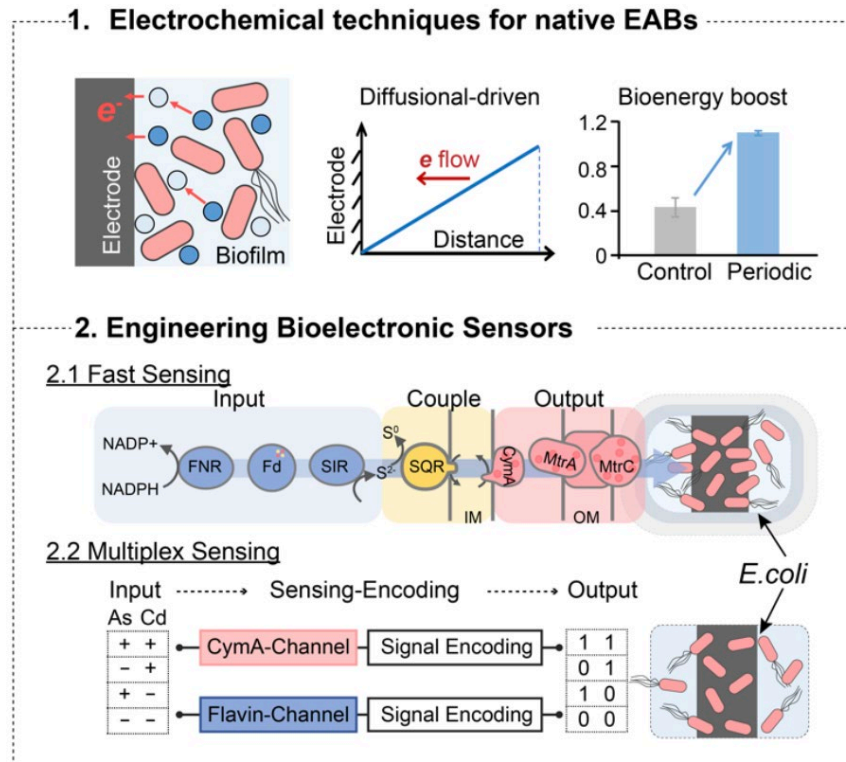 1. Electrochemical techniques for native EABs
e-
Electrode
Biofilm
Diffusional-driven
Electrode
e flow
Distance
Bioenergy boost
1.2
0.8
0.4
0
Control Periodic
2. Engineering Bioelectronic Sensors
2.1 Fast Sensing
Input Couple Output
NADP+
NADPH
FNR
Fd
SIR
S2-
S0
SQR
IM
CymA
MtrA
MtrC
OM
E.coli
2.2 Multiplex Sensing
Input Sensing-Encoding Output
As Cd
+ +
− +
+ −
− −
CymA-Channel Signal Encoding
Flavin-Channel Signal Encoding
1 1
0 1
1 0
0 0